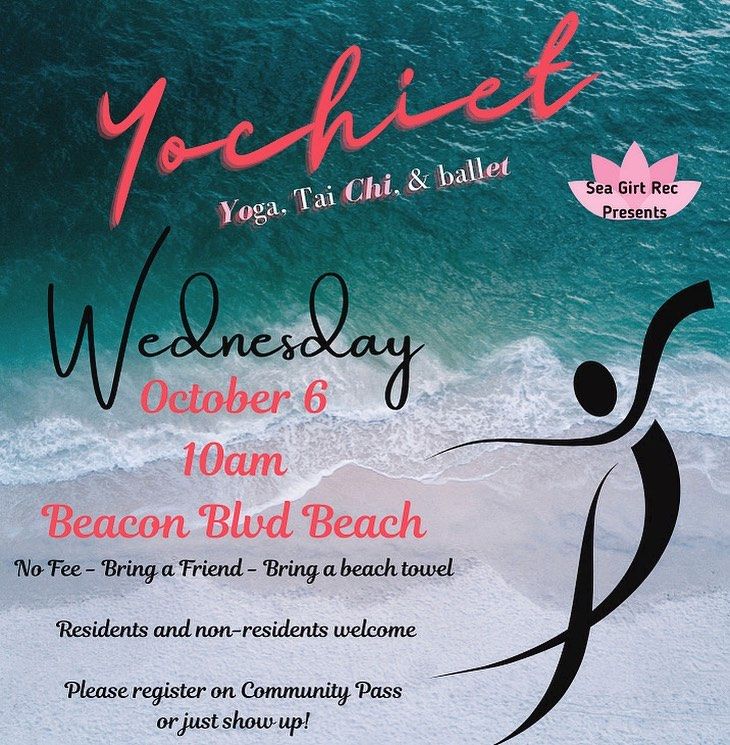 Yochiet
Yoga, Tai Chi, & ballet
Sea Girt Rec
Presents
Wednesday
October 6
10am
Beacon Blvd Beach
No Fee - Bring a Friend - Bring a beach towel
Residents and non-residents welcome
Please register on Community Pass
or just show up!